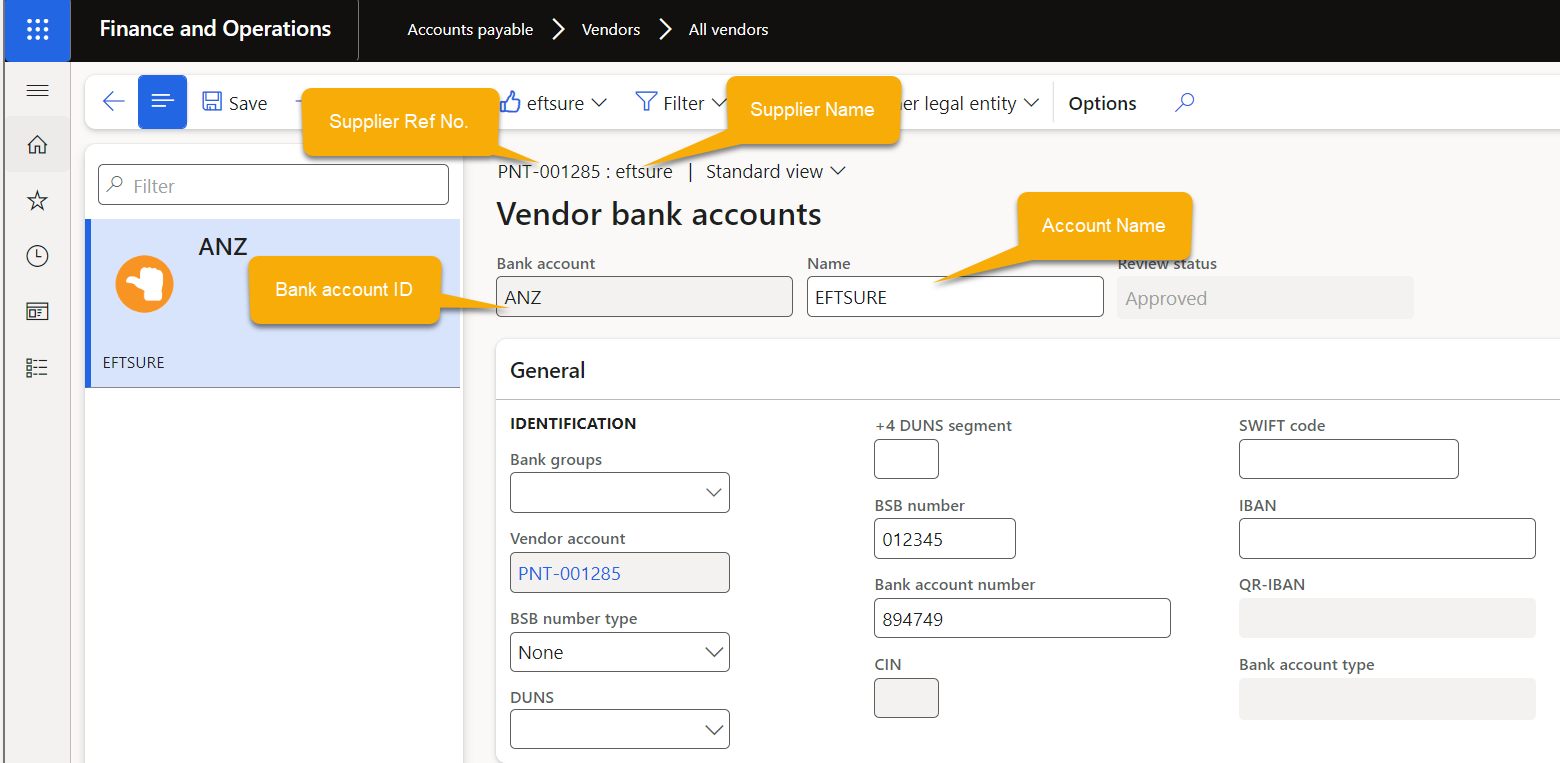 Finance and Operations
Accounts payable
Vendors
All vendors
Save
Supplier Ref No.
eftsure
Filter
Supplier Name
er legal entity
Options
Filter
PNT-001285 : eftsure | Standard view
Vendor bank accounts
ANZ
EFTSURE
Bank account ID
Account Name
Bank account
ANZ
Name
EFTSURE
Review status
Approved
General
IDENTIFICATION
Bank groups
Vendor account
PNT-001285
BSB number type
None
DUNS
+4 DUNS segment
BSB number
012345
Bank account number
894749
CIN
SWIFT code
IBAN
QR-IBAN
Bank account type